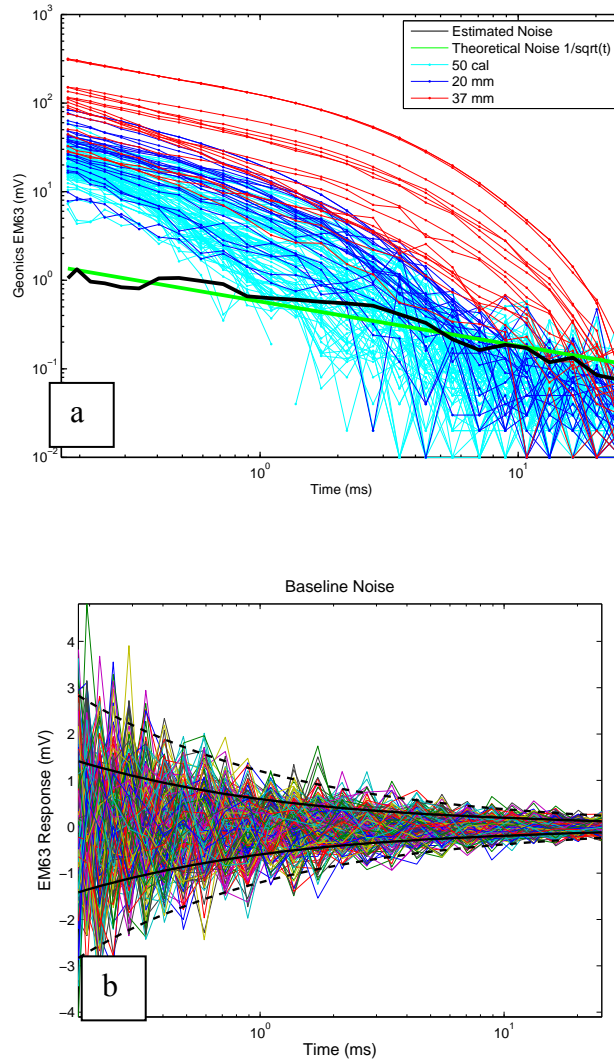 10^3
10^2
10^1
10^0
10^-1
10^-2
Geonics EM63 (mV)
Estimated Noise
Theoretical Noise 1/sqrt(t)
50 cal
20 mm
37 mm
a
10^0
10^1
Time (ms)
Baseline Noise
4
3
2
1
0
−1
−2
−3
−4
EM63 Response (mV)
b
10^0
10^1
Time (ms)